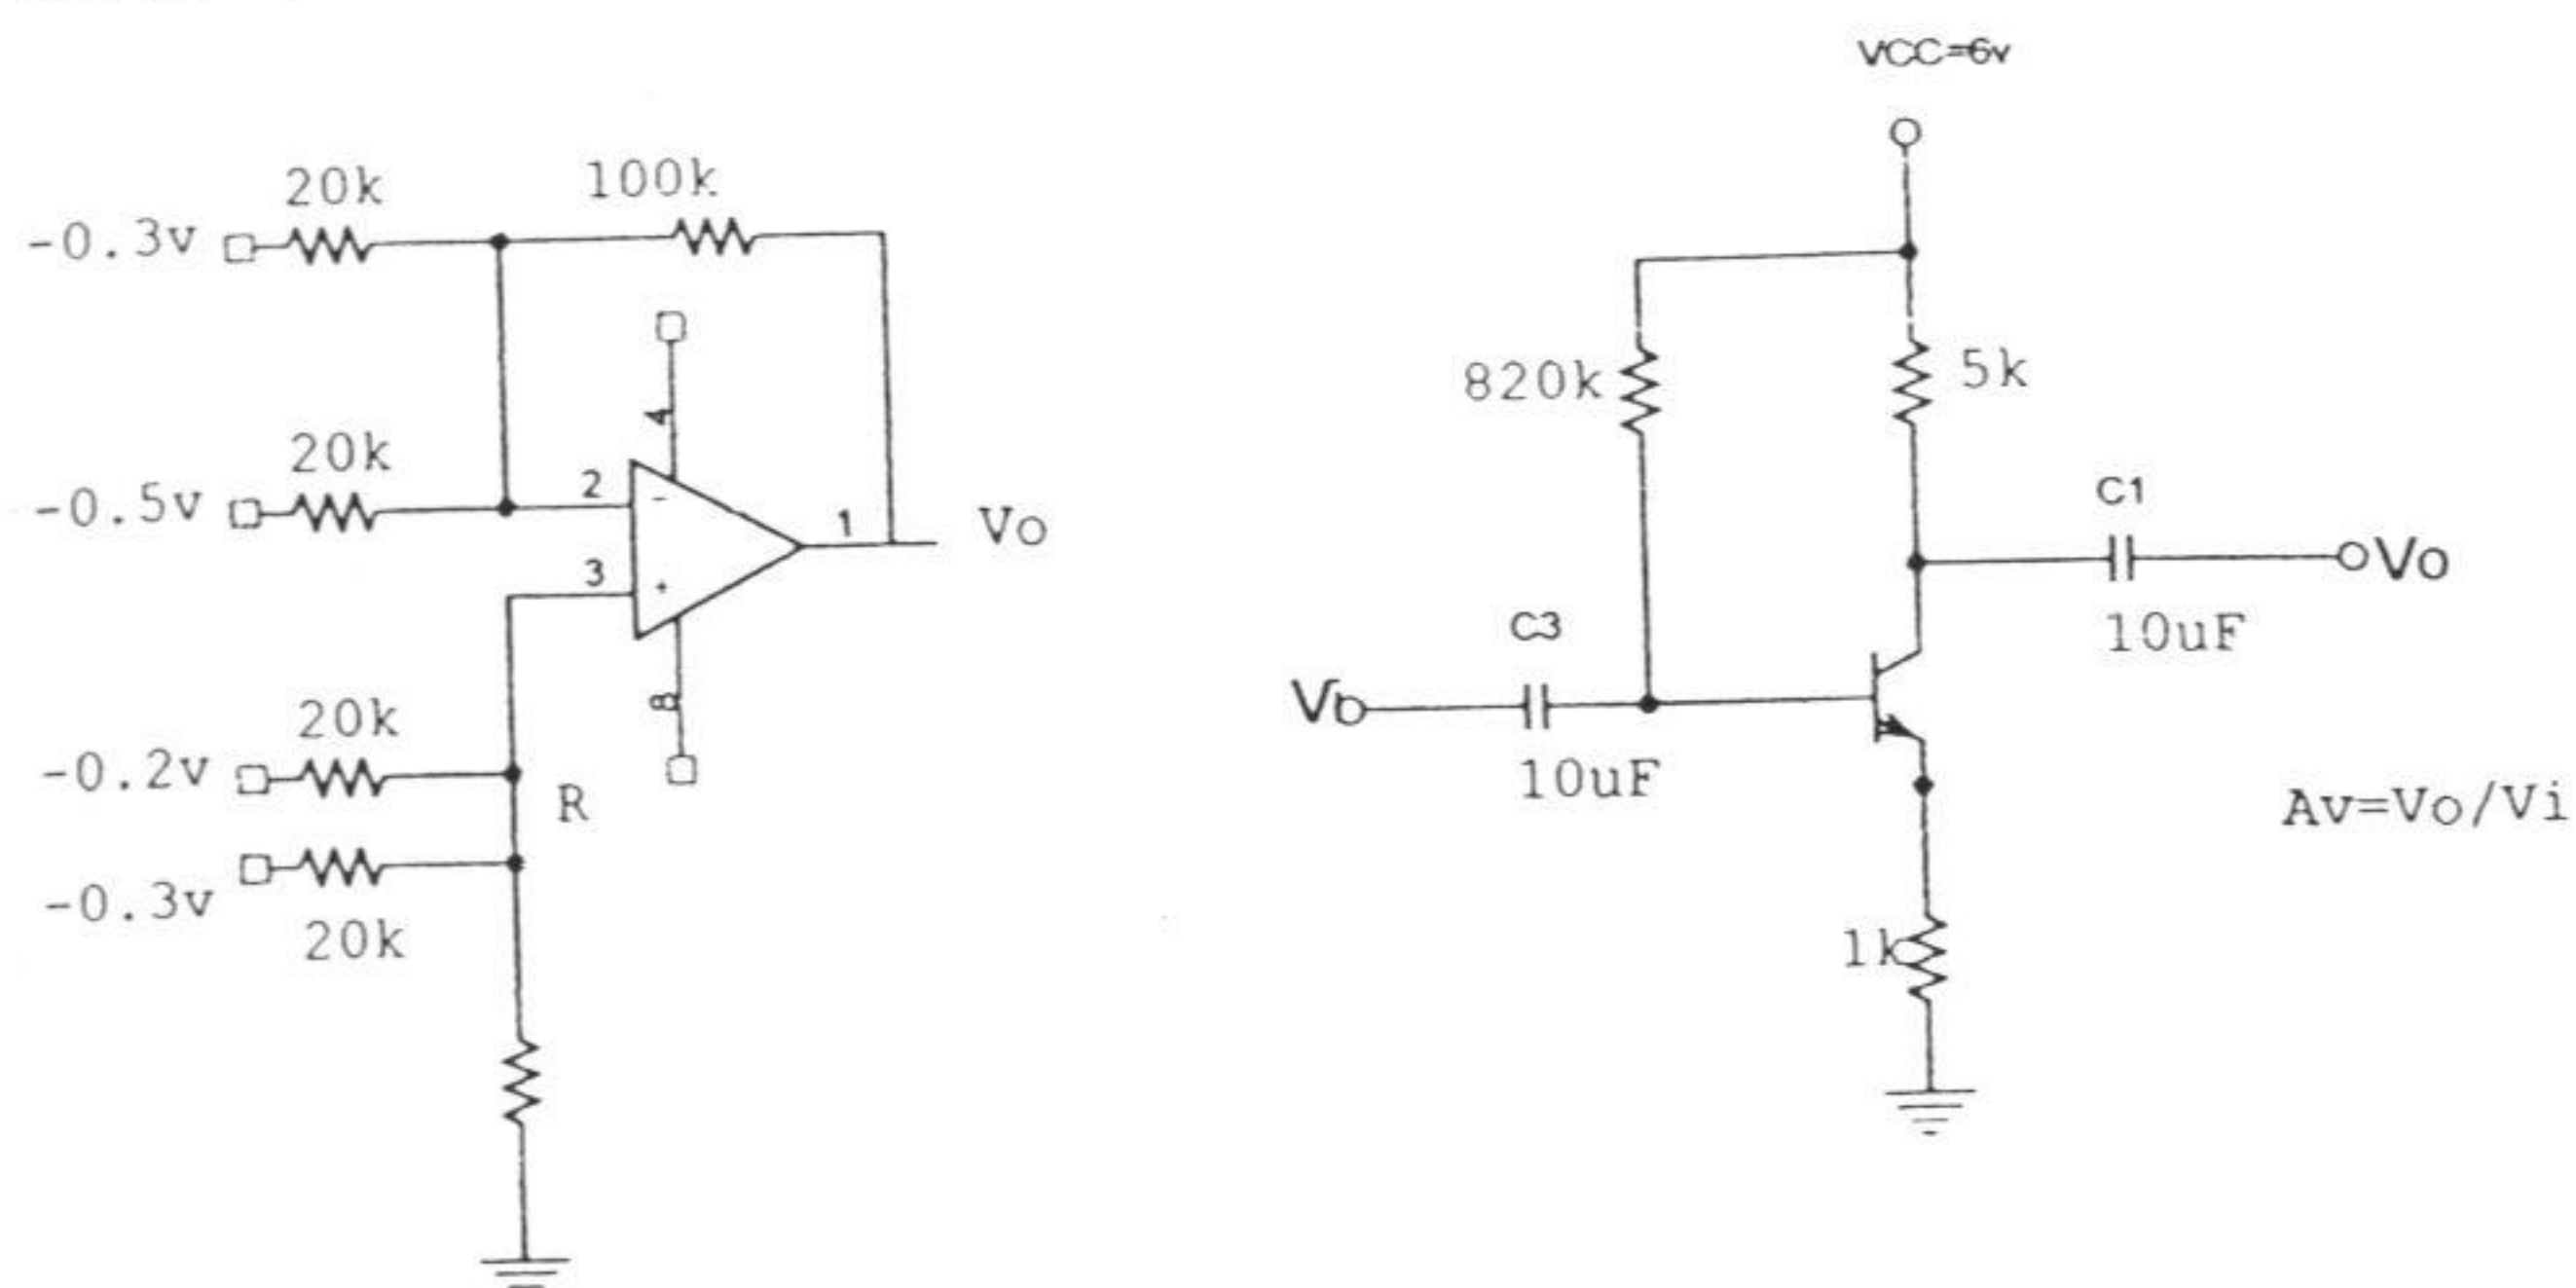 VCC=6v
20k
100k
-0.3v
4
20k
2
-
-0.5v
1
Vo
3
+
8
20k
-0.2v
R
-0.3v
20k
820k
5k
C1
Vo
10uF
C3
10uF
Av=Vo/Vi
1k